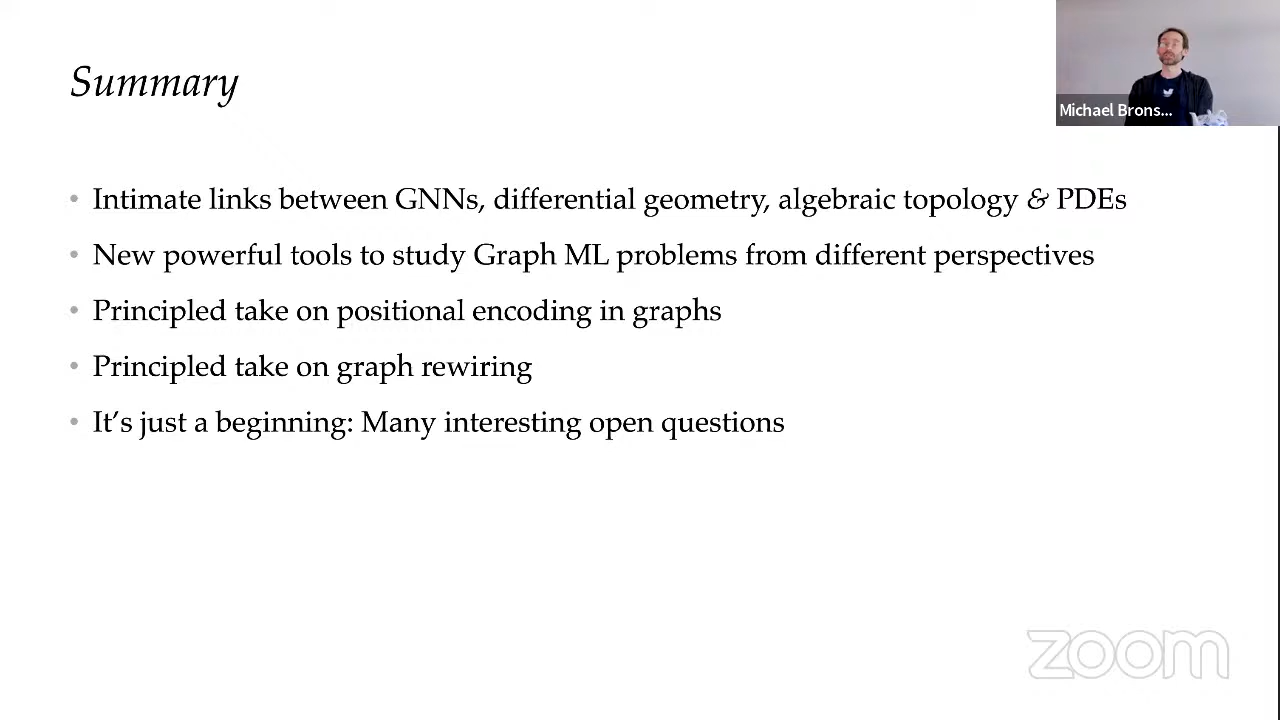 Summary
Michael Brons...
• Intimate links between GNNs, differential geometry, algebraic topology & PDEs
• New powerful tools to study Graph ML problems from different perspectives
• Principled take on positional encoding in graphs
• Principled take on graph rewiring
• It’s just a beginning: Many interesting open questions
zoom